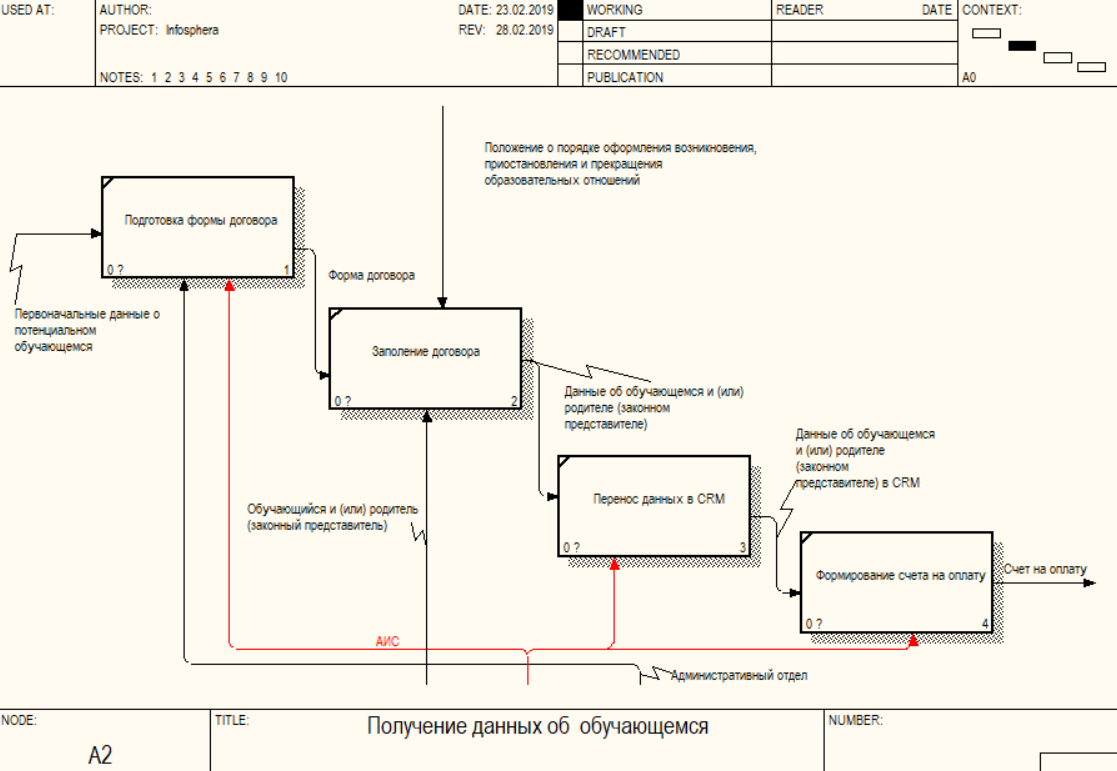 USED AT:
AUTHOR:
DATE: 23.02.2019
PROJECT: Infosphera
REV: 28.02.2019
NOTES: 1 2 3 4 5 6 7 8 9 10
WORKING
DRAFT
RECOMMENDED
PUBLICATION
READER
DATE
CONTEXT:
A0
Положение о порядке оформления возникновения,
приостановления и прекращения
образовательных отношений
Подготовка формы договора
0 ?
1
Первоначальные данные о
потенциальном
обучающемся
Форма договора
Заполение договора
0 ?
2
Данные об обучающемся и (или)
родителе (законном
представителе)
Данные об обучающемся
и (или) родителе
(законном
представителе) в CRM
Обучающийся и (или) родитель
(законный представитель)
Перенос данных в CRM
0 ?
3
Формирование счета на оплату
0 ?
4
Счет на оплату
АИС
Административный отдел
NODE:
A2
TITLE:
Получение данных об обучающемся
NUMBER: